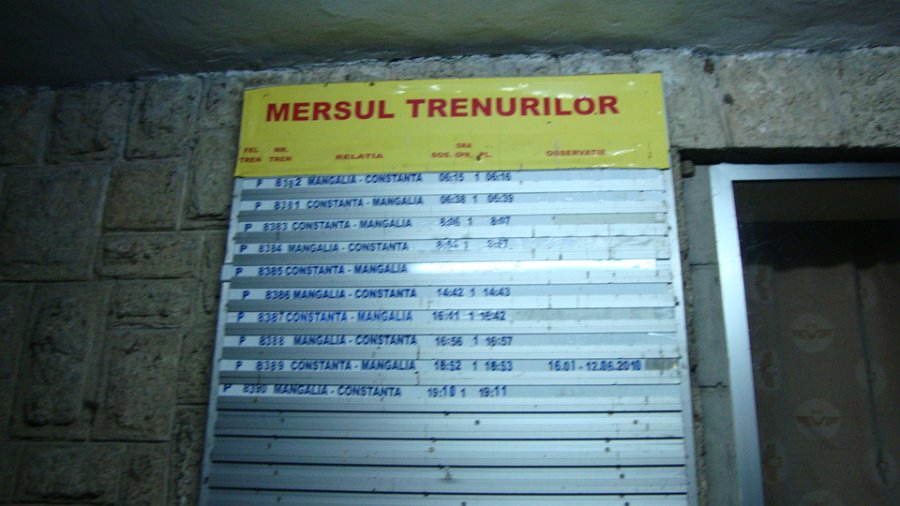 MERSUL TRENURILOR
FEL TREN NR. TREN RELATIA ORA SOS. OPR. PL. OBSERVATIE
P 8382 MANGALIA - CONSTANTA 06:15 1 06:16
P 8381 CONSTANTA - MANGALIA 06:38 1 06:39
P 8383 CONSTANTA - MANGALIA 8:06 1 8:07
P 8384 MANGALIA - CONSTANTA
P 8385 CONSTANTA - MANGALIA
P 8386 MANGALIA - CONSTANTA 14:42 1 14:43
P 8387 CONSTANTA - MANGALIA 16:41 1 16:42
P 8388 MANGALIA - CONSTANTA 16:56 1 16:57
P 8389 CONSTANTA - MANGALIA 18:52 1 18:53 16.01 - 12.06.2010
P 8390 MANGALIA - CONSTANTA 19:10 1 19:11